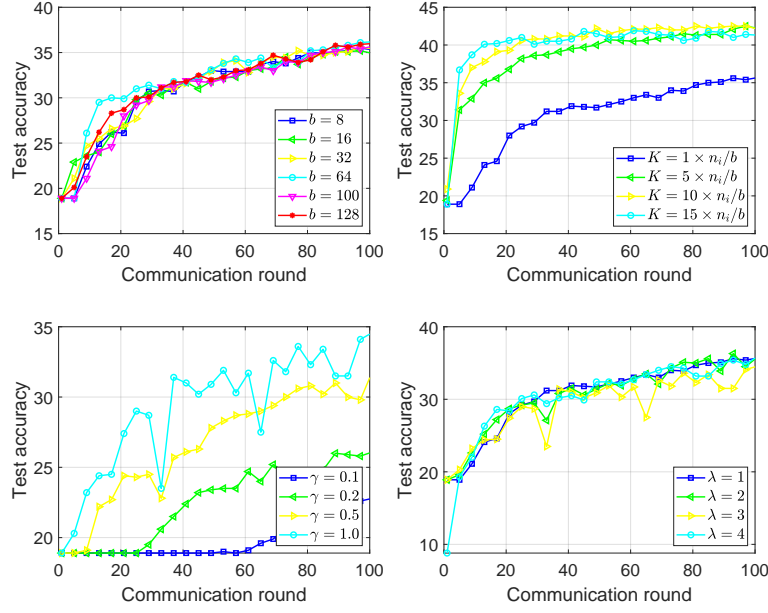 40
35
30
25
20
15
0 20 40 60 80 100
Test accuracy
Communication round
b = 8
b = 16
b = 32
b = 64
b = 100
b = 128
45
40
35
30
25
20
15
0 20 40 60 80 100
Test accuracy
Communication round
K = 1 × n_i/b
K = 5 × n_i/b
K = 10 × n_i/b
K = 15 × n_i/b
35
30
25
20
0 20 40 60 80 100
Test accuracy
Communication round
γ = 0.1
γ = 0.2
γ = 0.5
γ = 1.0
40
30
20
10
0 20 40 60 80 100
Test accuracy
Communication round
λ = 1
λ = 2
λ = 3
λ = 4